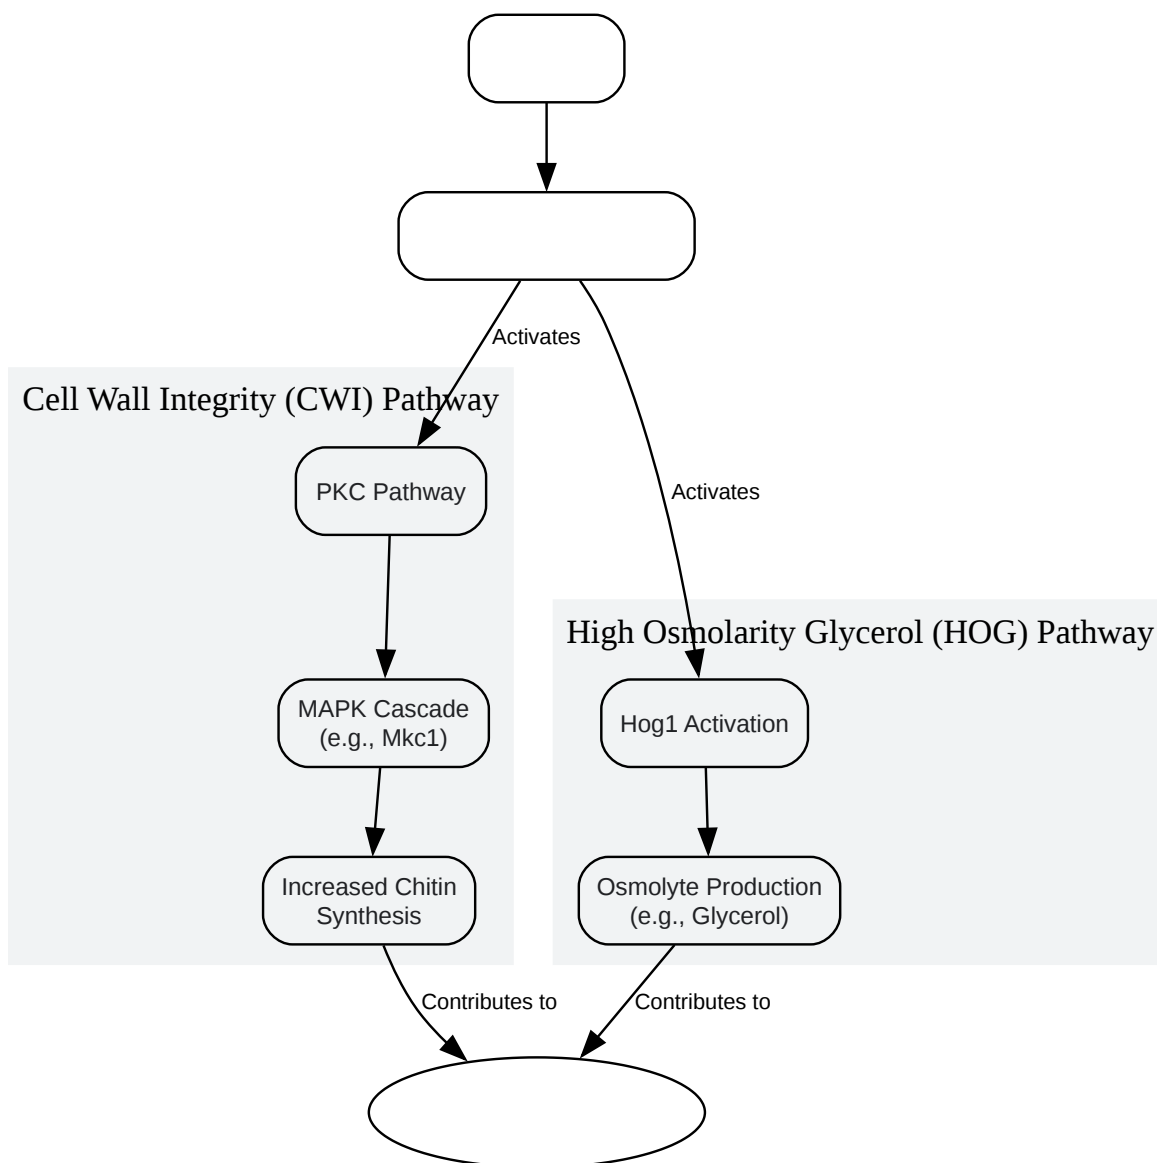 Activates
Cell Wall Integrity (CWI) Pathway
PKC Pathway
Activates
High Osmolarity Glycerol (HOG) Pathway
MAPK Cascade
(e.g., Mkc1)
Hog1 Activation
Increased Chitin
Synthesis
Osmolyte Production
(e.g., Glycerol)
Contributes to
Contributes to